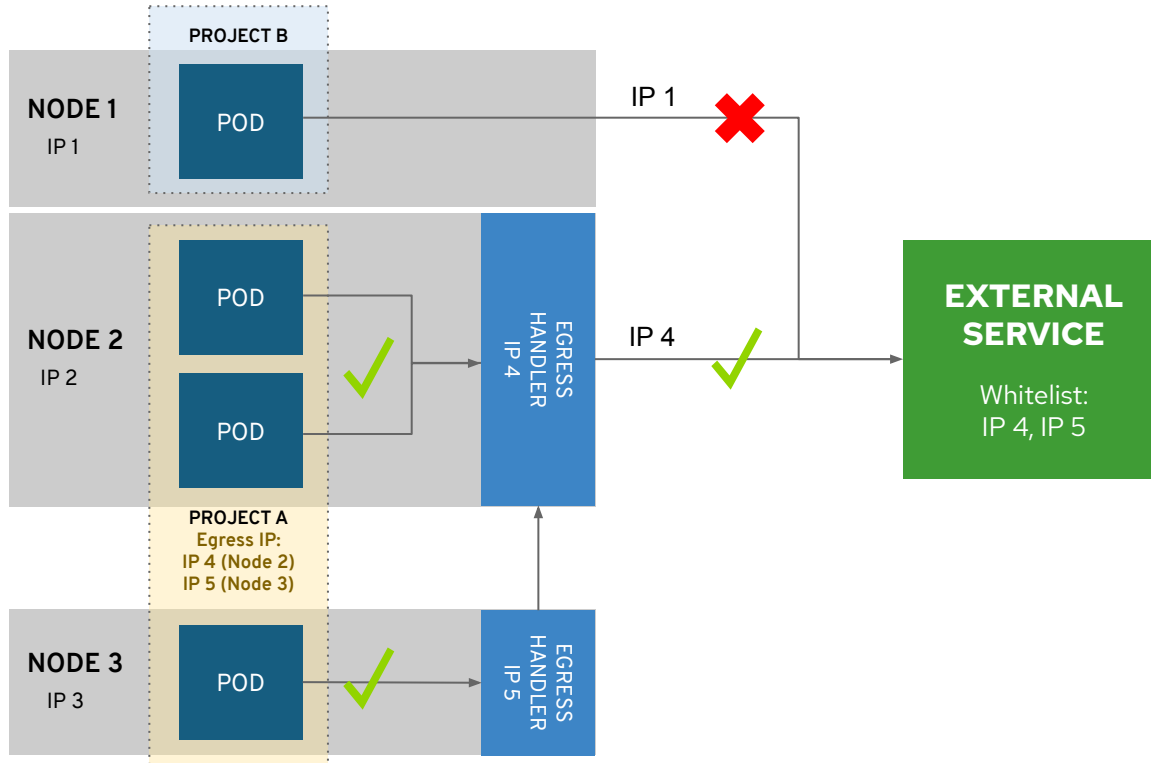 PROJECT B
NODE 1
IP 1
POD
IP 1
NODE 2
IP 2
POD
POD
EGRESS
HANDLER
IP 4
IP 4
EXTERNAL
SERVICE
Whitelist:
IP 4, IP 5
PROJECT A
Egress IP:
IP 4 (Node 2)
IP 5 (Node 3)
NODE 3
IP 3
POD
EGRESS
HANDLER
IP 5